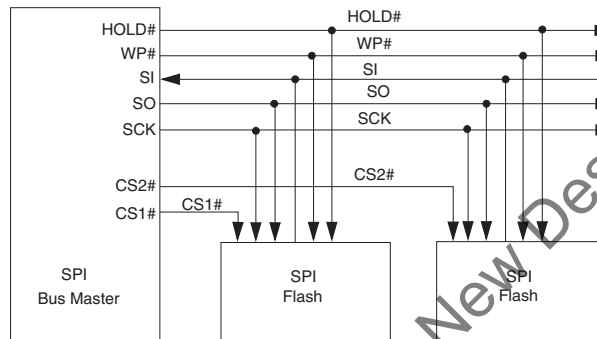 HOLD#
HOLD#
WP#
WP#
SI
SI
SO
SO
SCK
SCK
CS2#
CS2#
CS1#
CS1#
SPI
Bus Master
SPI
Flash
SPI
Flash
New Des